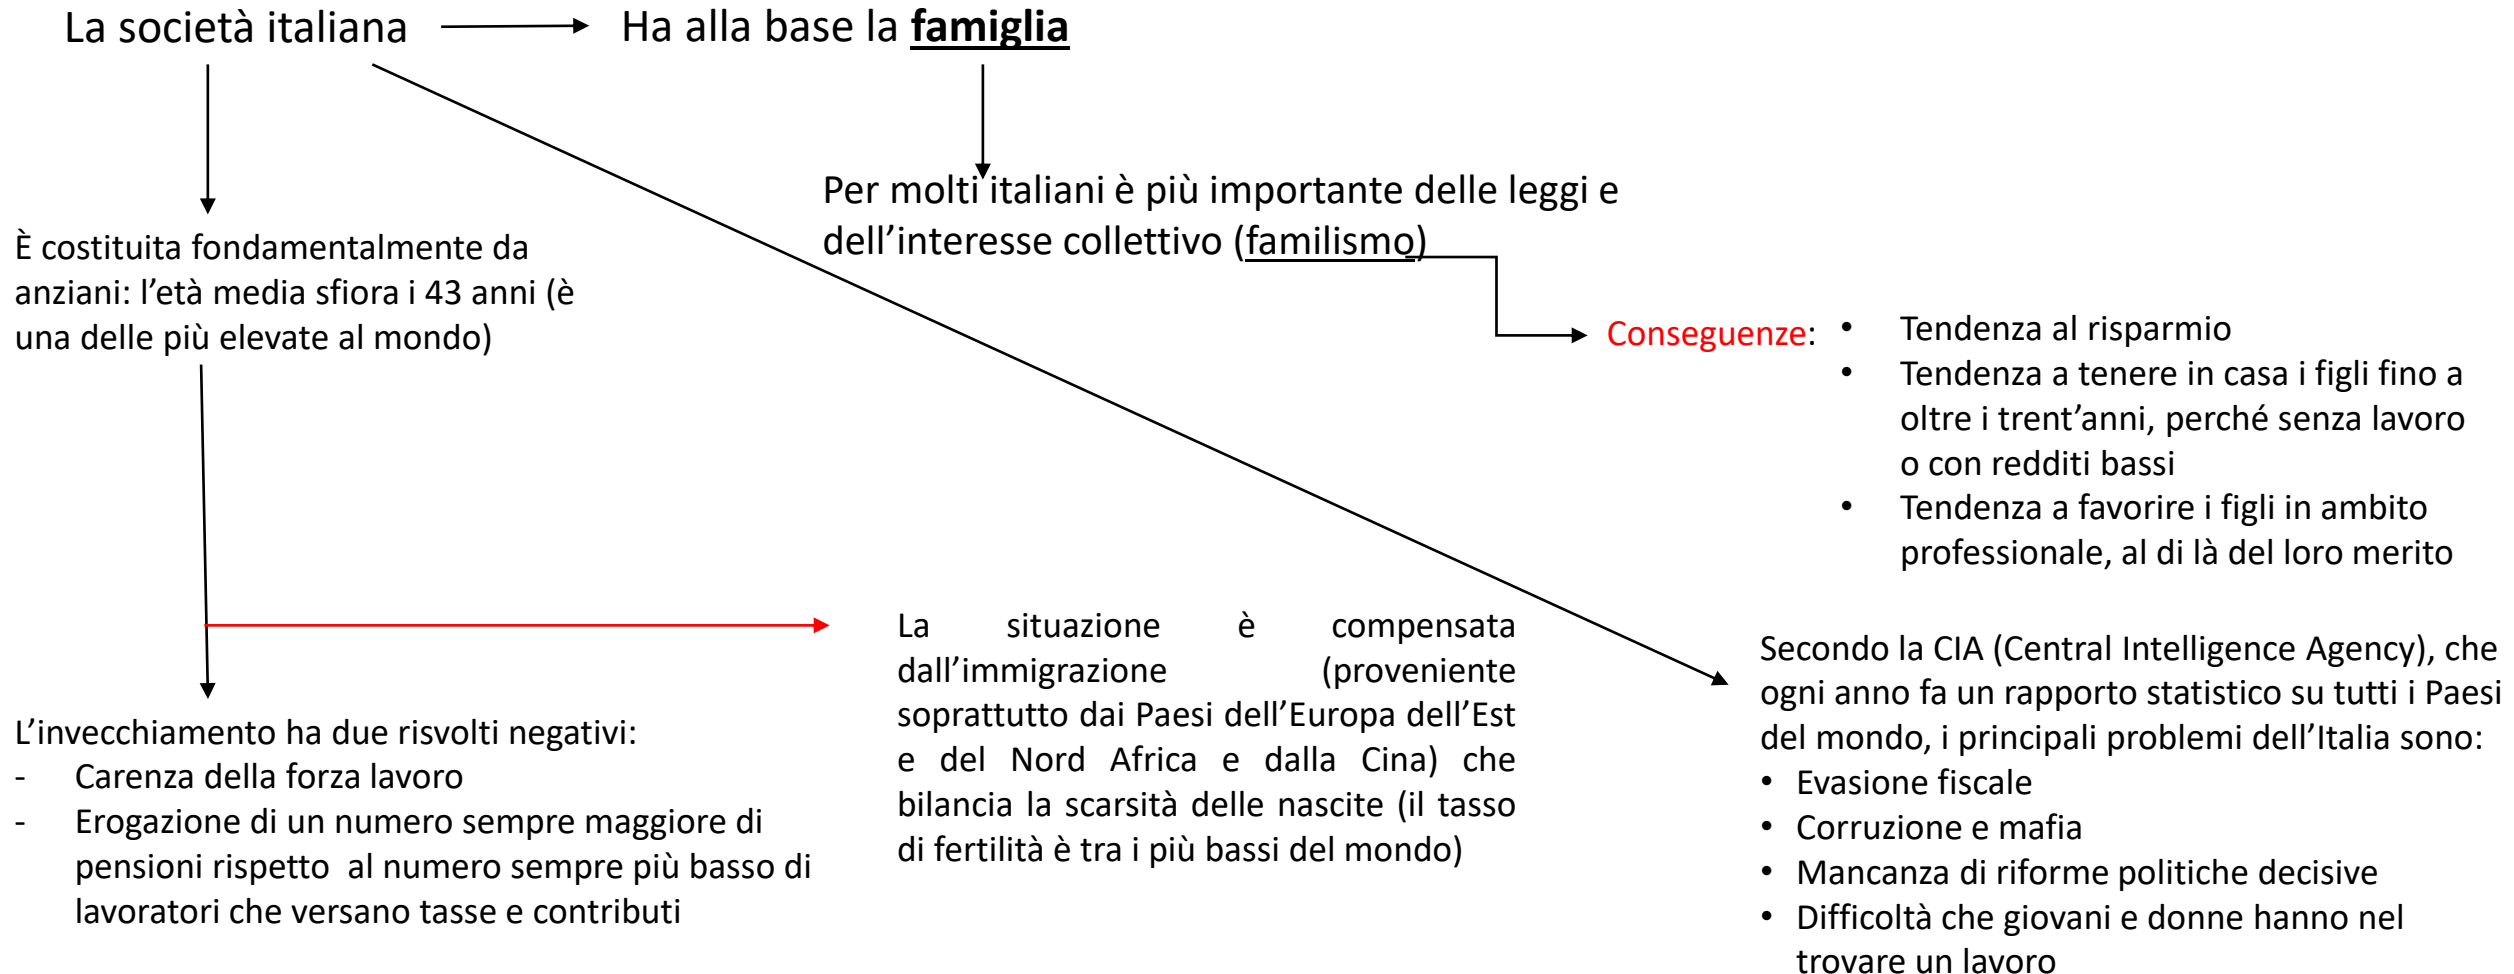 La società italiana
Ha alla base la famiglia
Per molti italiani è più importante delle leggi e
dell’interesse collettivo (familismo)
Conseguenze:
• Tendenza al risparmio
• Tendenza a tenere in casa i figli fino a
oltre i trent’anni, perché senza lavoro
o con redditi bassi
• Tendenza a favorire i figli in ambito
professionale, al di là del loro merito
È costituita fondamentalmente da
anziani: l’età media sfiora i 43 anni (è
una delle più elevate al mondo)
L’invecchiamento ha due risvolti negativi:
- Carenza della forza lavoro
- Erogazione di un numero sempre maggiore di
pensioni rispetto al numero sempre più basso di
lavoratori che versano tasse e contributi
La situazione è compensata
dall’immigrazione (proveniente
soprattutto dai Paesi dell’Europa dell’Est
e del Nord Africa e dalla Cina) che
bilancia la scarsità delle nascite (il tasso
di fertilità è tra i più bassi del mondo)
Secondo la CIA (Central Intelligence Agency), che
ogni anno fa un rapporto statistico su tutti i Paesi
del mondo, i principali problemi dell’Italia sono:
• Evasione fiscale
• Corruzione e mafia
• Mancanza di riforme politiche decisive
• Difficoltà che giovani e donne hanno nel
trovare un lavoro